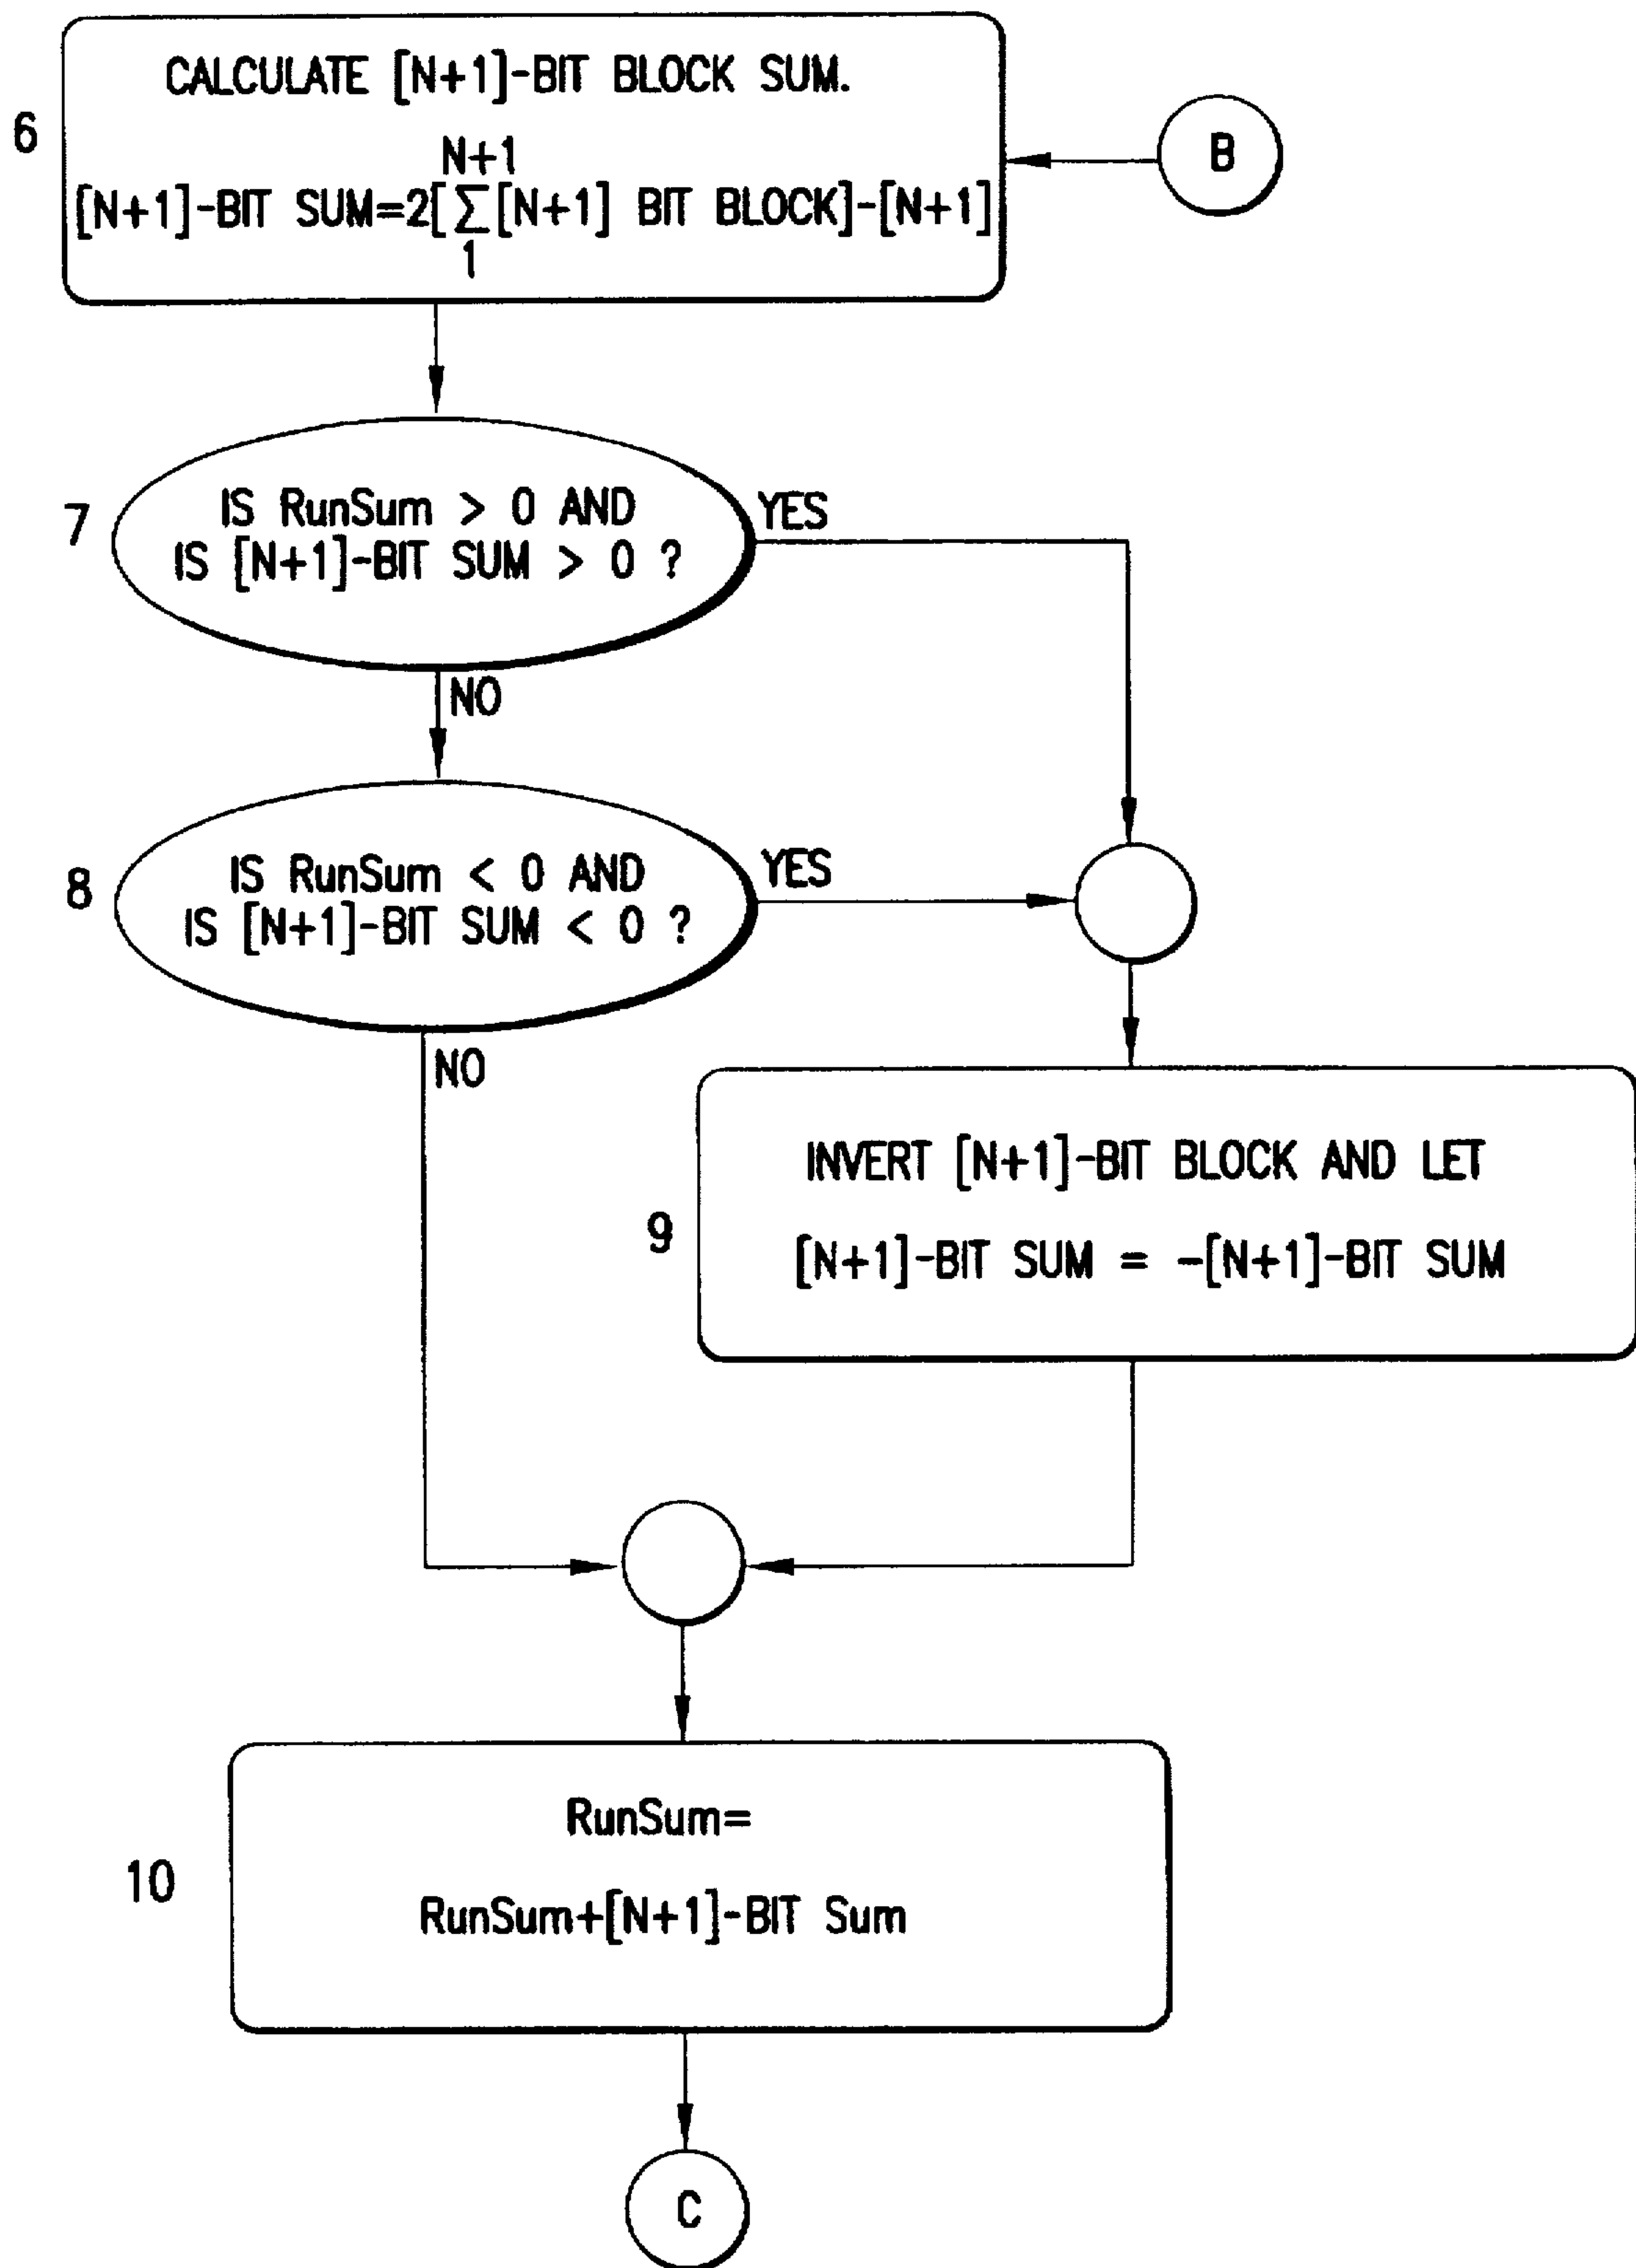 CALCULATE [N+1]-BIT BLOCK SUM.
6
B
N+1
[N+1]-BIT SUM=2[∑[N+1] BIT BLOCK]-[N+1]
1
7
IS RunSum > 0 AND
IS [N+1]-BIT SUM > 0 ?
YES
NO
8
IS RunSum < 0 AND
IS [N+1]-BIT SUM < 0 ?
YES
NO
9
INVERT [N+1]-BIT BLOCK AND LET
[N+1]-BIT SUM = -[N+1]-BIT SUM
10
RunSum=
RunSum+[N+1]-BIT Sum
C